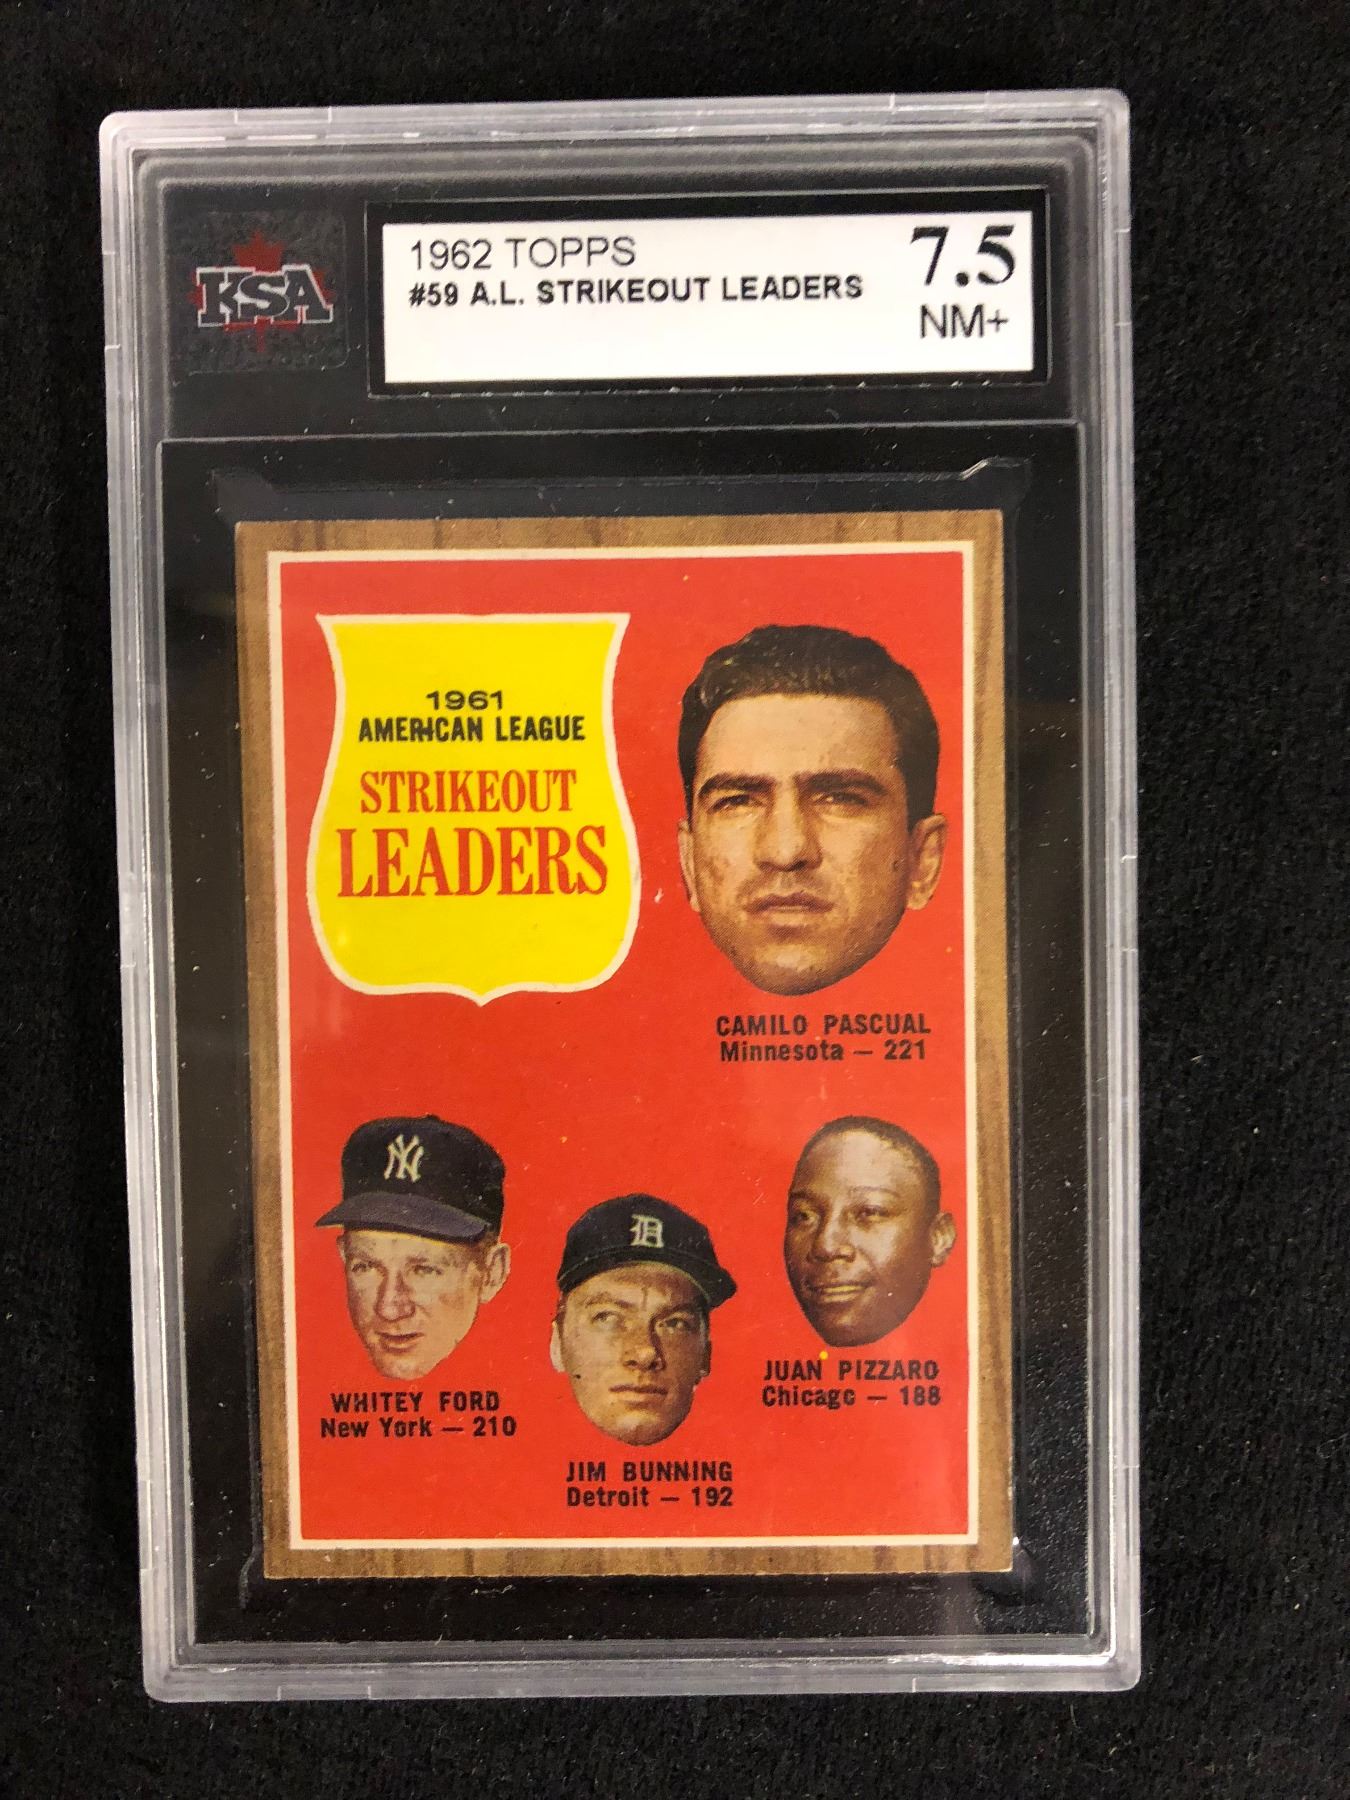 KSA
1962 TOPPS
#59 A.L. STRIKEOUT LEADERS
7.5
NM+
1961
AMERICAN LEAGUE
STRIKEOUT
LEADERS
CAMILO PASCUAL
Minnesota — 221
NY
WHITEY FORD
New York — 210
D
JIM BUNNING
Detroit — 192
JUAN PIZZARO
Chicago — 188